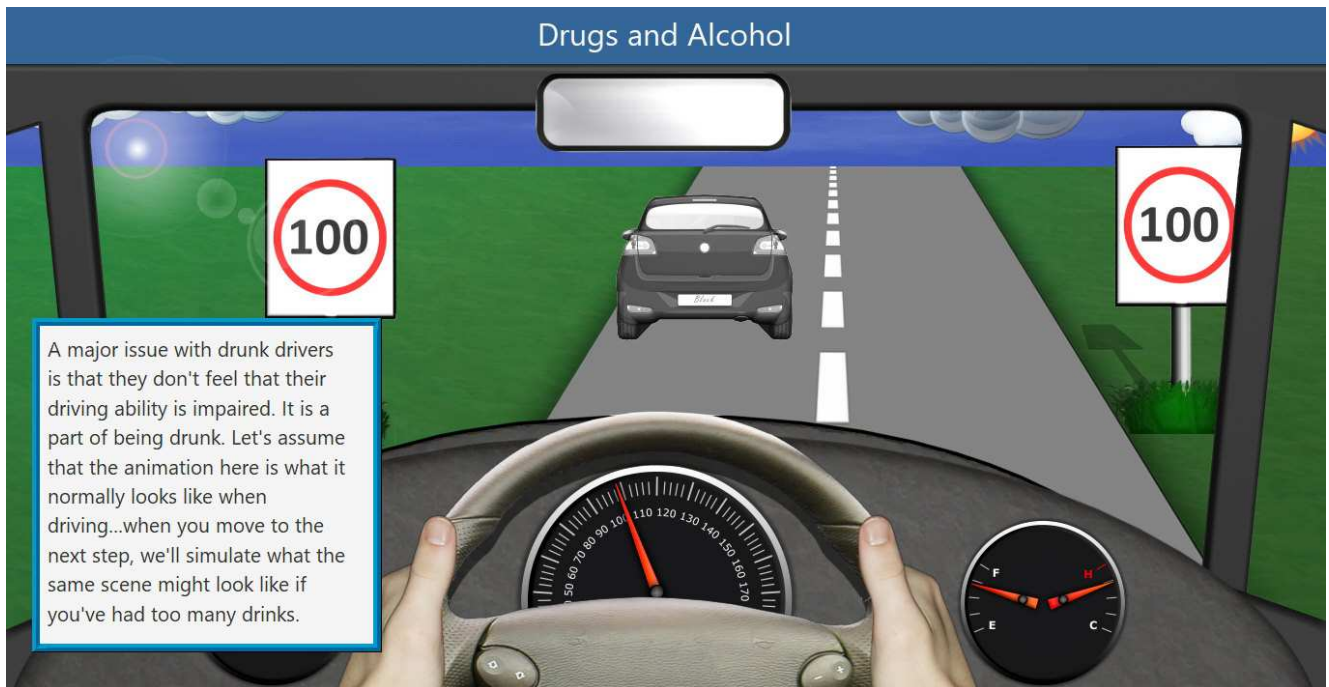 Drugs and Alcohol
100
100
Black
A major issue with drunk drivers
is that they don't feel that their
driving ability is impaired. It is a
part of being drunk. Let's assume
that the animation here is what it
normally looks like when
driving...when you move to the
next step, we'll simulate what the
same scene might look like if
you've had too many drinks.
50 60 70 80 90 100 110 120 130 140 150 160 170
F H
E C